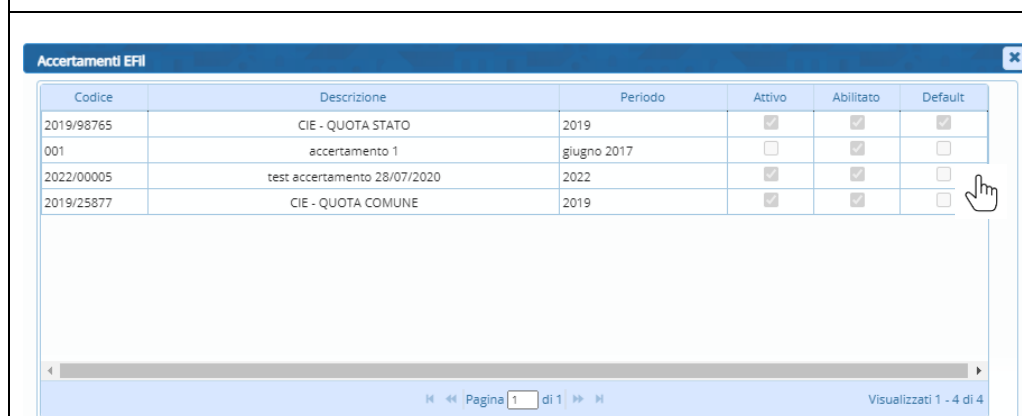 Accertamenti EFil
Codice Descrizione Periodo Attivo Abilitato Default
2019/98765 CIE - QUOTA STATO 2019
001 accertamento 1 giugno 2017
2022/00005 test accertamento 28/07/2020 2022
2019/25877 CIE - QUOTA COMUNE 2019
Pagina 1 di 1 Visualizzati 1 - 4 di 4